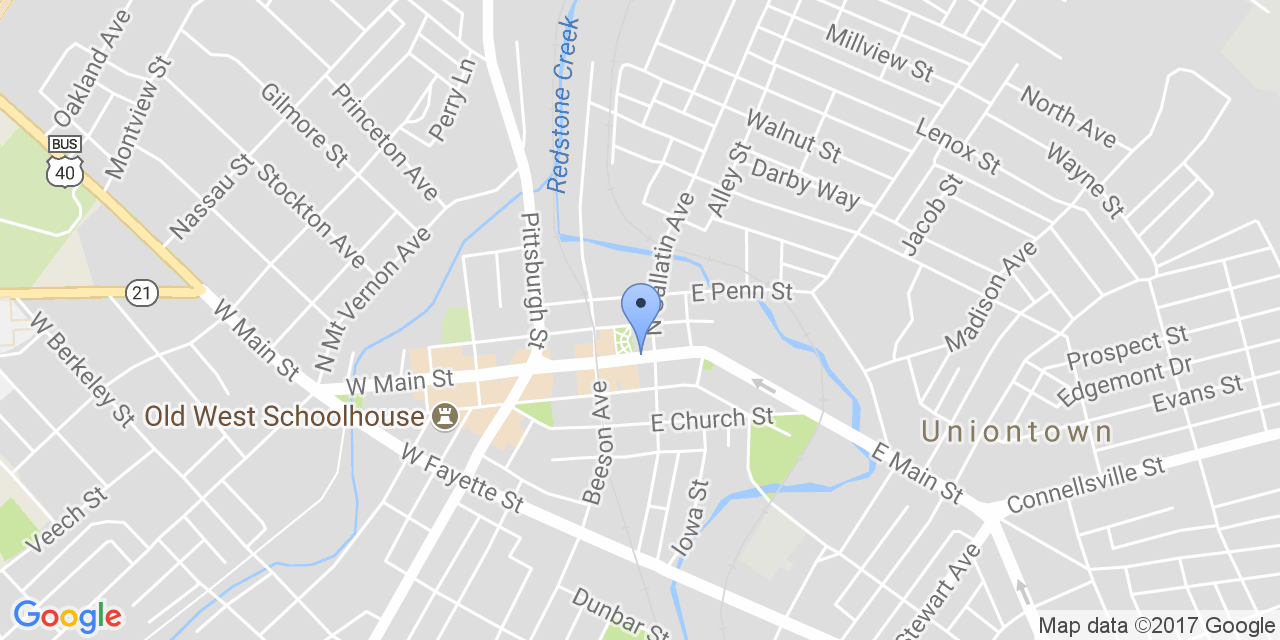 Oakland Ave
Montview St
BUS
40
Gilmore St
Princeton Ave
Perry Ln
Redstone Creek
Millview St
North Ave
Walnut St
Lenox St
Wayne St
Nassau St
Stockton Ave
Alley St
Darby Way
Jacob St
N Mt Vernon Ave
Pittsburgh St
allatin Ave
N
E Penn St
Madison Ave
21
W Main St
W Berkeley St
Prospect St
Edgemont Dr
Evans St
W Main St
Old West Schoolhouse
Beeson Ave
E Church St
Uniontown
W Fayette St
E Main St
Connellsville St
Veech St
Iowa St
Stewart Ave
Dunbar St
Google
Map data ©2017 Google